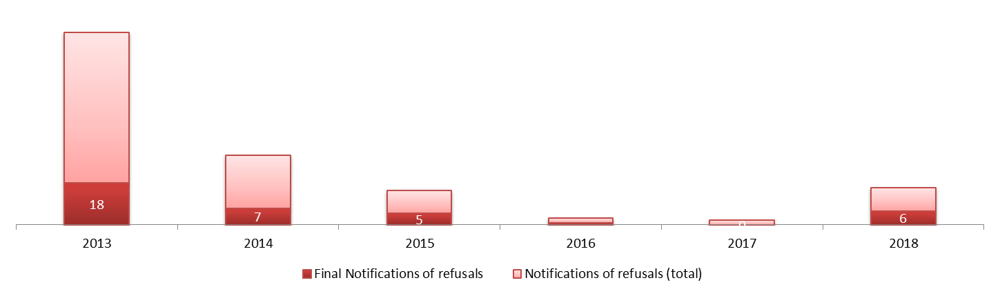 18
7
5
0
6
2013 2014 2015 2016 2017 2018
Final Notifications of refusals Notifications of refusals (total)